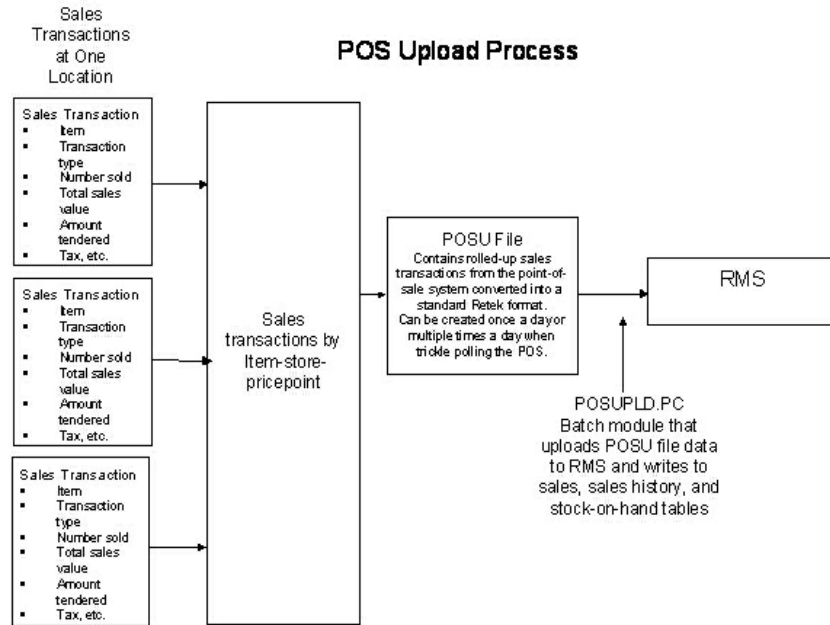 Sales
Transactions
at One
Location
POS Upload Process
Sales Transaction
▪ Item
▪ Transaction
type
▪ Number sold
▪ Total sales
value
▪ Amount
tendered
▪ Tax, etc.
Sales Transaction
▪ Item
▪ Transaction
type
▪ Number sold
▪ Total sales
value
▪ Amount
tendered
▪ Tax, etc.
Sales Transaction
▪ Item
▪ Transaction
type
▪ Number sold
▪ Total sales
value
▪ Amount
tendered
▪ Tax, etc.
Sales
transactions by
Item-store-
pricepoint
POSU File
Contains rolled-up sales
transactions from the point-of-
sale system converted into a
standard Retek format.
Can be created once a day or
multiple times a day when
trickle polling the POS.
RMS
POSUPLD.PC
Batch module that
uploads POSU file data
to RMS and writes to
sales, sales history, and
stock-on-hand tables